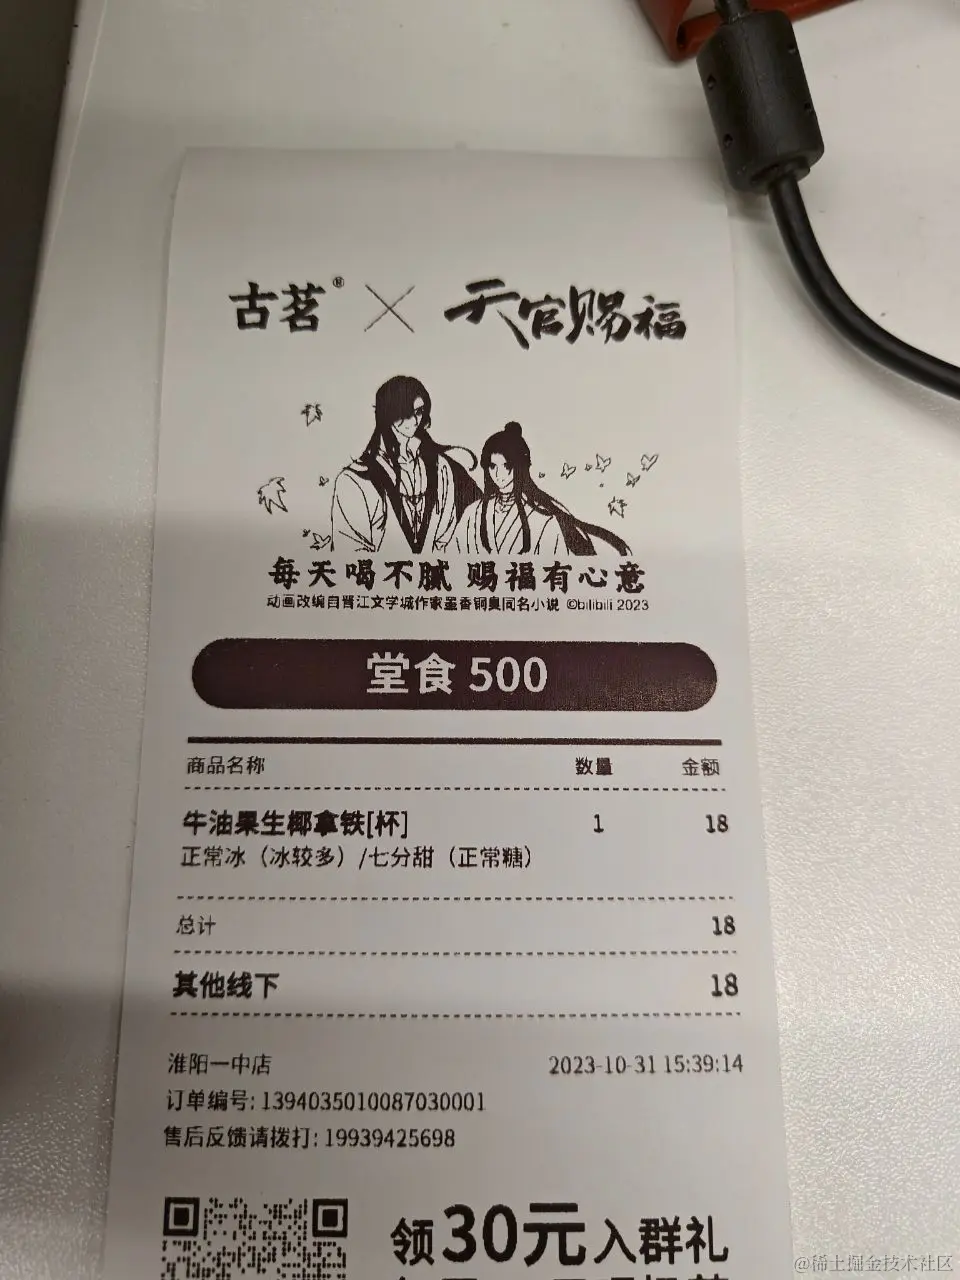 古茗® × 天官赐福
每天喝不腻 赐福有心意
动画改编自晋江文学城作家墨香铜臭同名小说 ©bilibili 2023
堂食 500
商品名称 数量 金额
牛油果生椰拿铁[杯] 1 18
正常冰（冰较多）/七分甜（正常糖）
总计 18
其他线下 18
淮阳一中店 2023-10-31 15:39:14
订单编号: 1394035010087030001
售后反馈请拨打: 19939425698
领30元入群礼
@稀土掘金技术社区